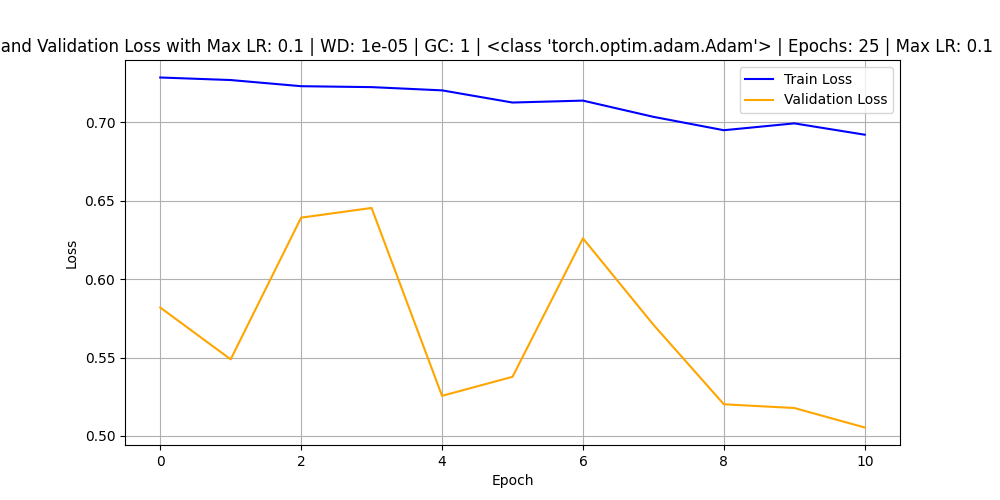 and Validation Loss with Max LR: 0.1 | WD: 1e-05 | GC: 1 | <class 'torch.optim.adam.Adam'> | Epochs: 25 | Max LR: 0.1
Train Loss
Validation Loss
0.70
0.65
0.60
0.55
0.50
Loss
0 2 4 6 8 10
Epoch